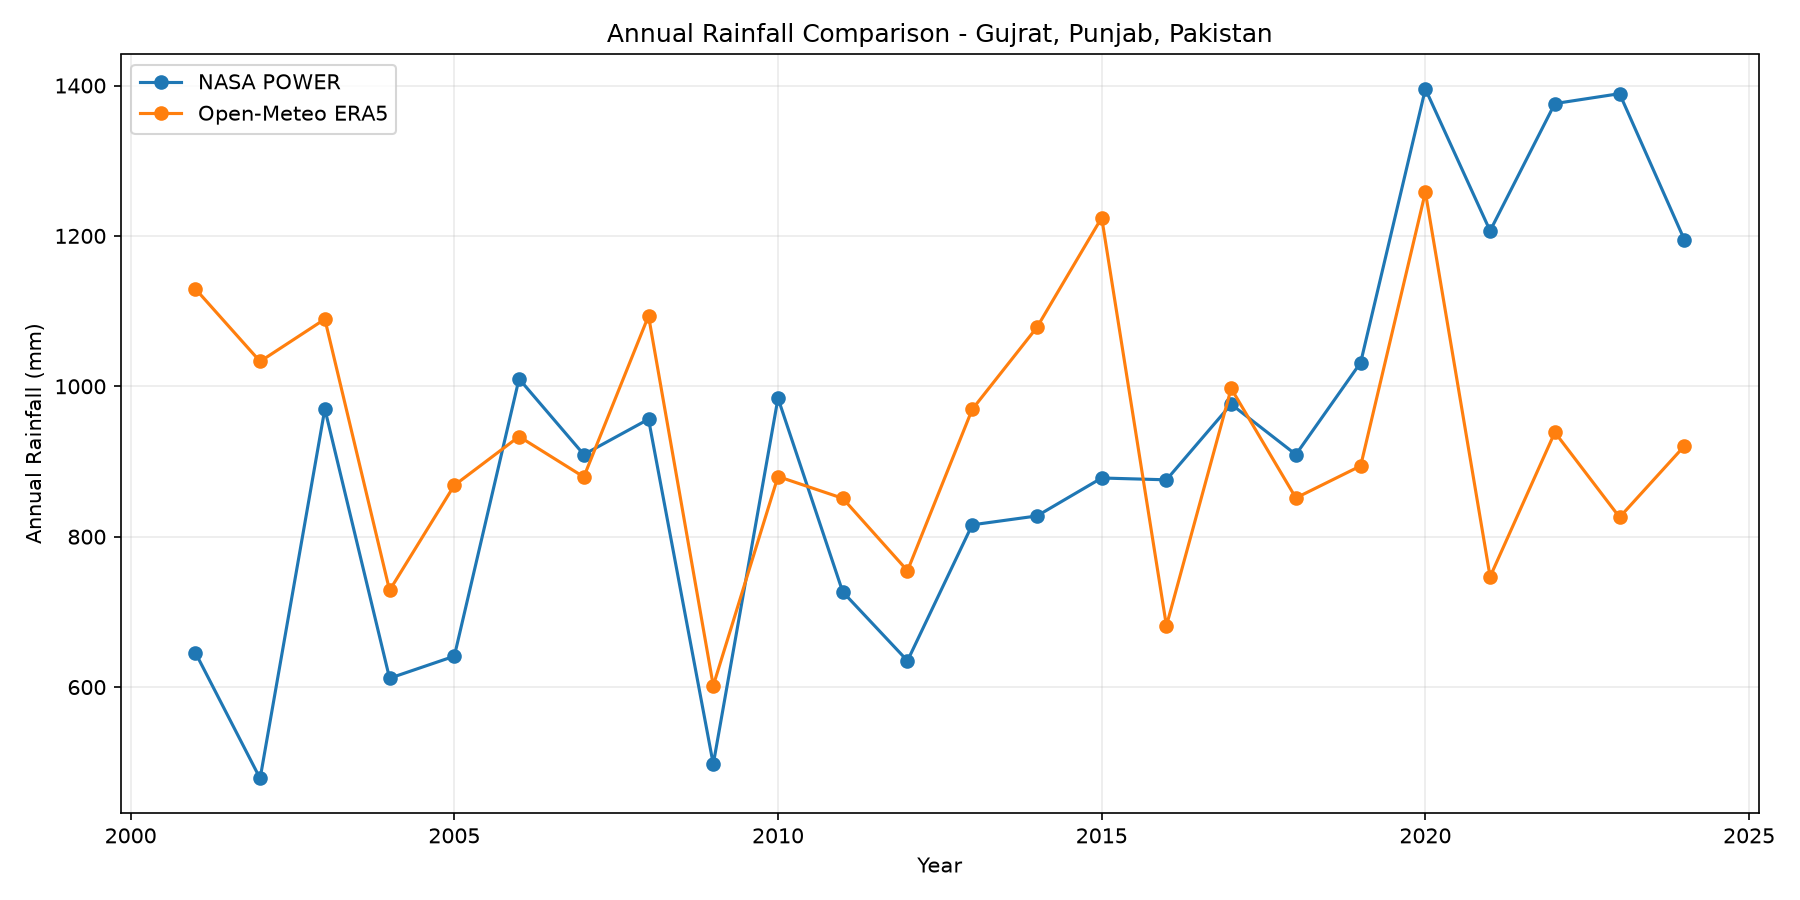 Annual Rainfall Comparison - Gujrat, Punjab, Pakistan
NASA POWER
Open-Meteo ERA5
Annual Rainfall (mm)
1400
1200
1000
800
600
2000 2005 2010 2015 2020 2025
Year